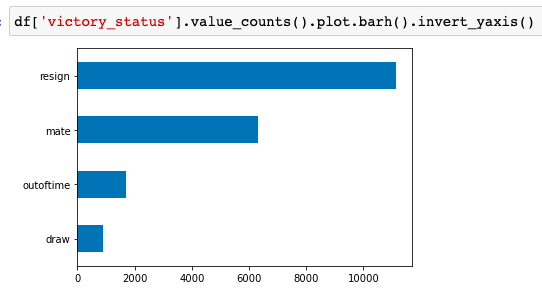 df['victory_status'].value_counts().plot.barh().invert_yaxis()
resign
mate
outoftime
draw
0 2000 4000 6000 8000 10000